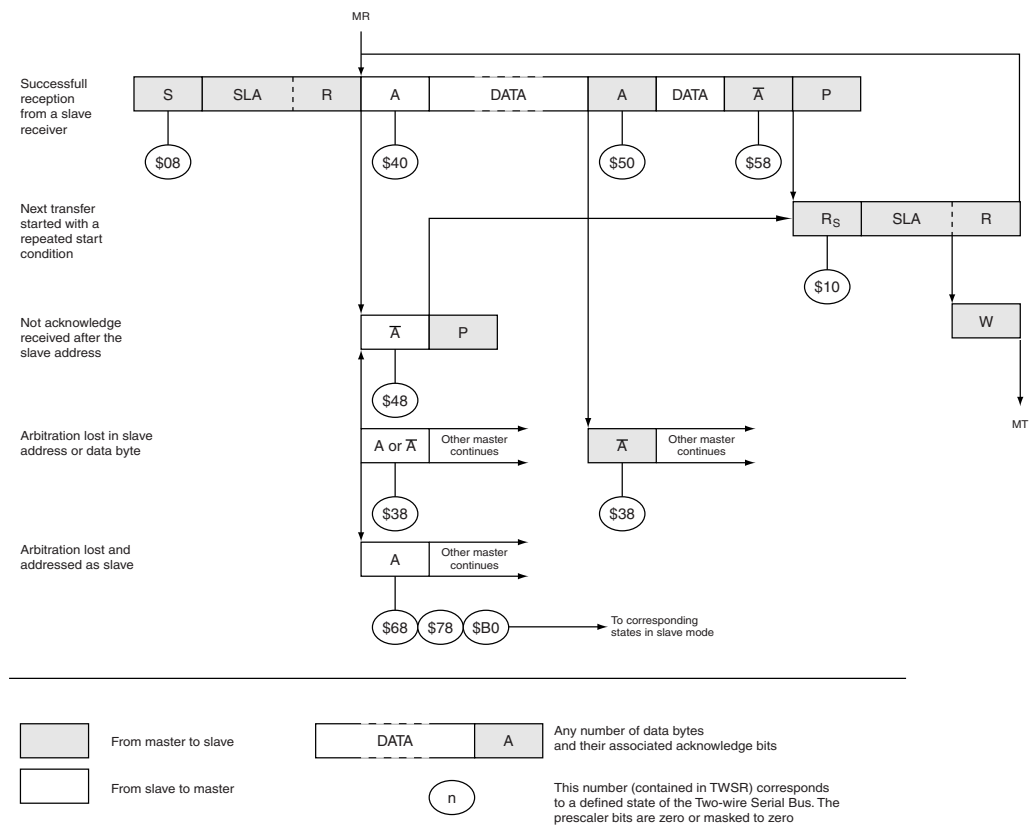 MR
Successfull
reception
from a slave
receiver
S SLA R A DATA A DATA A̅ P
$08 $40 $50 $58
Next transfer
started with a
repeated start
condition
RS SLA R
$10
Not acknowledge
received after the
slave address
A̅ P
W
$48
MT
Arbitration lost in slave
address or data byte
A or A̅ Other master
continues
A̅ Other master
continues
$38 $38
Arbitration lost and
addressed as slave
A Other master
continues
$68 $78 $B0
To corresponding
states in slave mode
From master to slave
DATA A
Any number of data bytes
and their associated acknowledge bits
From slave to master
n
This number (contained in TWSR) corresponds
to a defined state of the Two-wire Serial Bus. The
prescaler bits are zero or masked to zero